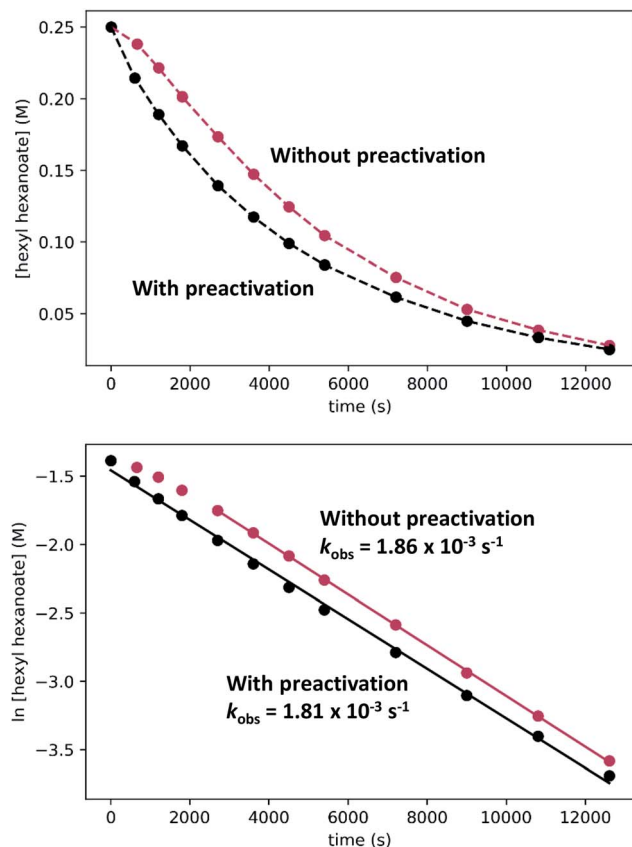 0.25
0.20
0.15
0.10
0.05
[hexyl hexanoate] (M)
Without preactivation
With preactivation
0 2000 4000 6000 8000 10000 12000
time (s)
−1.5
−2.0
−2.5
−3.0
−3.5
ln [hexyl hexanoate] (M)
Without preactivation
kobs = 1.86 x 10⁻³ s⁻¹
With preactivation
kobs = 1.81 x 10⁻³ s⁻¹
0 2000 4000 6000 8000 10000 12000
time (s)